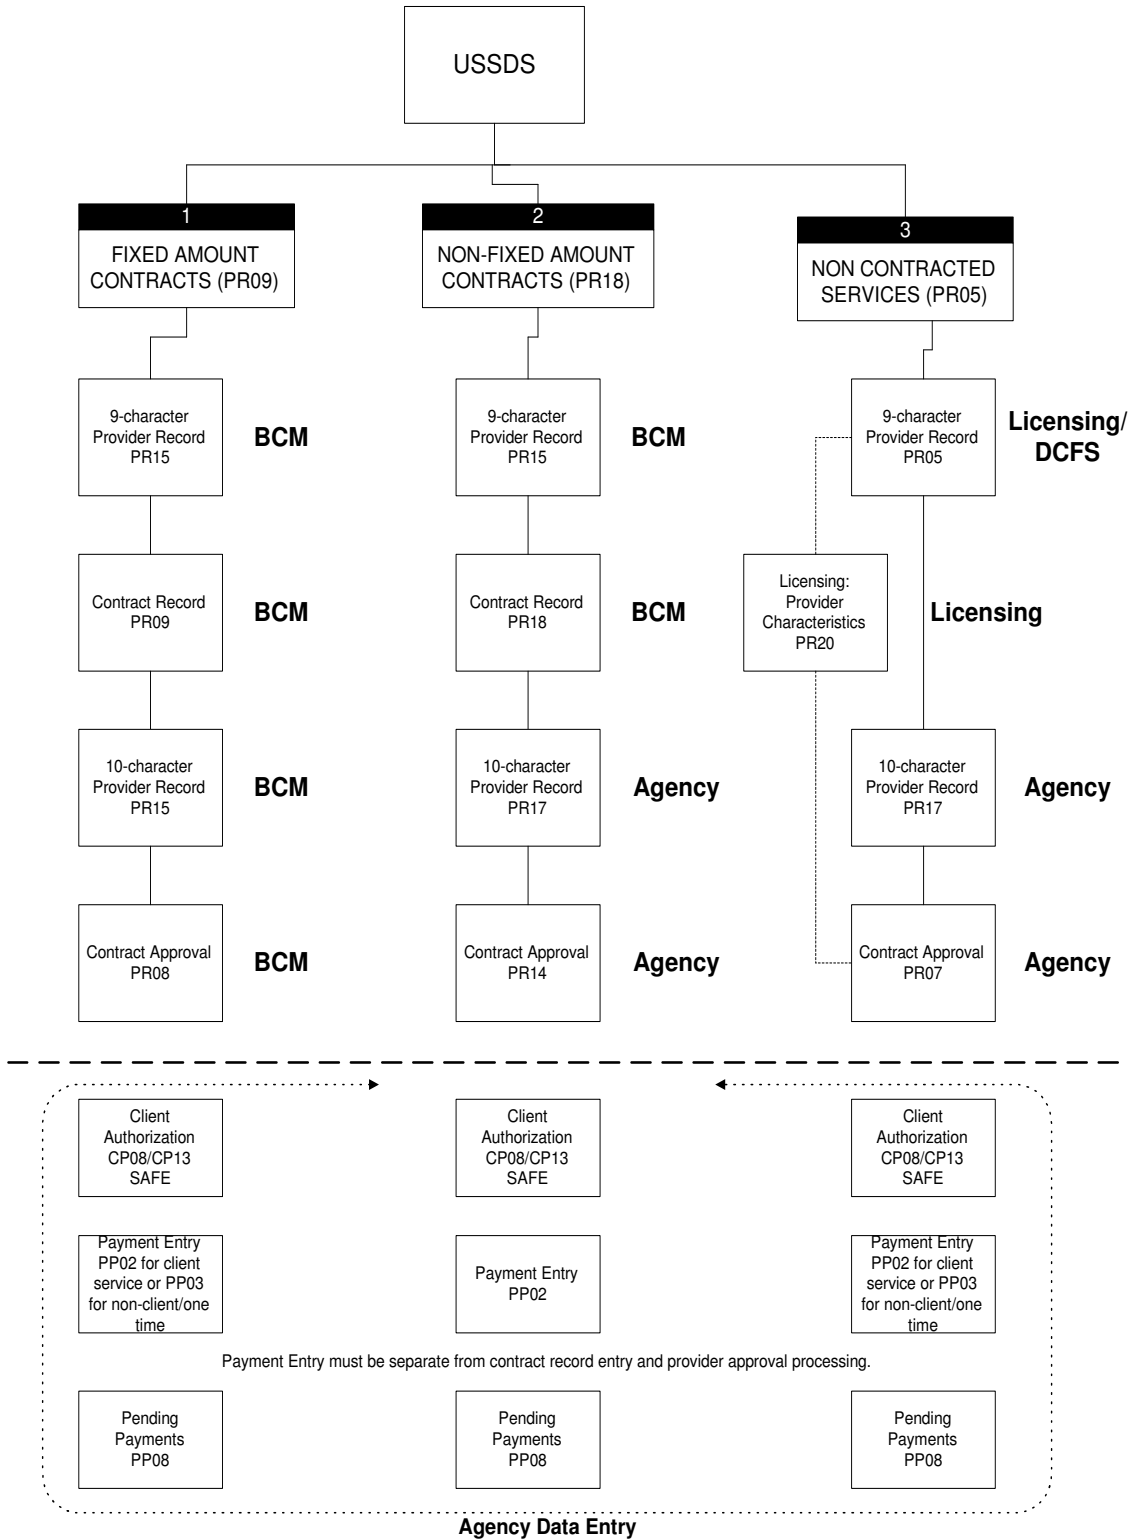 USSDS
1
FIXED AMOUNT
CONTRACTS (PR09)
2
NON-FIXED AMOUNT
CONTRACTS (PR18)
3
NON CONTRACTED
SERVICES (PR05)
9-character
Provider Record
PR15
BCM
9-character
Provider Record
PR15
BCM
9-character
Provider Record
PR05
Licensing/
DCFS
Contract Record
PR09
BCM
Contract Record
PR18
BCM
Licensing:
Provider
Characteristics
PR20
Licensing
10-character
Provider Record
PR15
BCM
10-character
Provider Record
PR17
Agency
10-character
Provider Record
PR17
Agency
Contract Approval
PR08
BCM
Contract Approval
PR14
Agency
Contract Approval
PR07
Agency
Client
Authorization
CP08/CP13
SAFE
Client
Authorization
CP08/CP13
SAFE
Client
Authorization
CP08/CP13
SAFE
Payment Entry
PP02 for client
service or PP03
for non-client/one
time
Payment Entry
PP02
Payment Entry
PP02 for client
service or PP03
for non-client/one
time
Payment Entry must be separate from contract record entry and provider approval processing.
Pending
Payments
PP08
Pending
Payments
PP08
Pending
Payments
PP08
Agency Data Entry